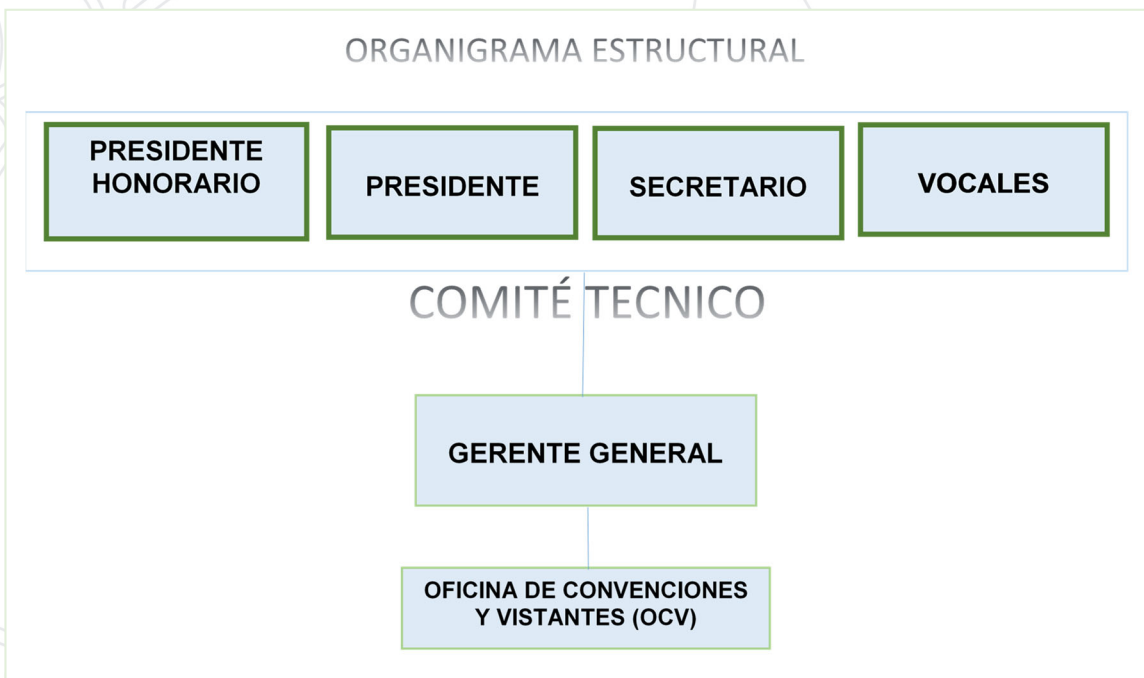 ORGANIGRAMA ESTRUCTURAL
PRESIDENTE
HONORARIO
PRESIDENTE
SECRETARIO
VOCALES
COMITÉ TECNICO
GERENTE GENERAL
OFICINA DE CONVENCIONES
Y VISTANTES (OCV)